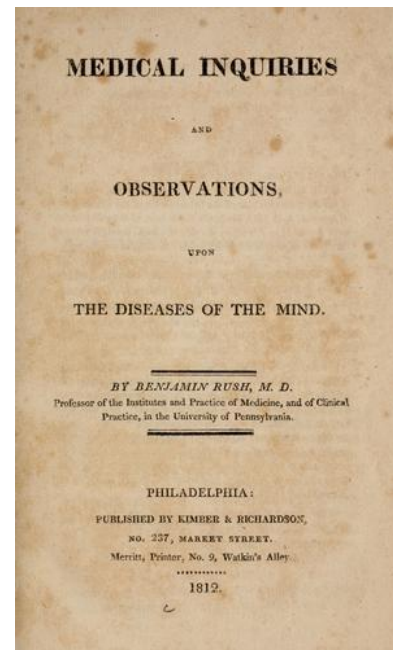 MEDICAL INQUIRIES
AND
OBSERVATIONS,
UPON
THE DISEASES OF THE MIND.
BY BENJAMIN RUSH, M. D.
Professor of the Institutes and Practice of Medicine, and of Clinical
Practice, in the University of Pennsylvania.
PHILADELPHIA:
PUBLISHED BY KIMBER & RICHARDSON,
NO. 237, MARKET STREET.
Merritt, Printer, No. 9, Watkin's Alley.
1812.